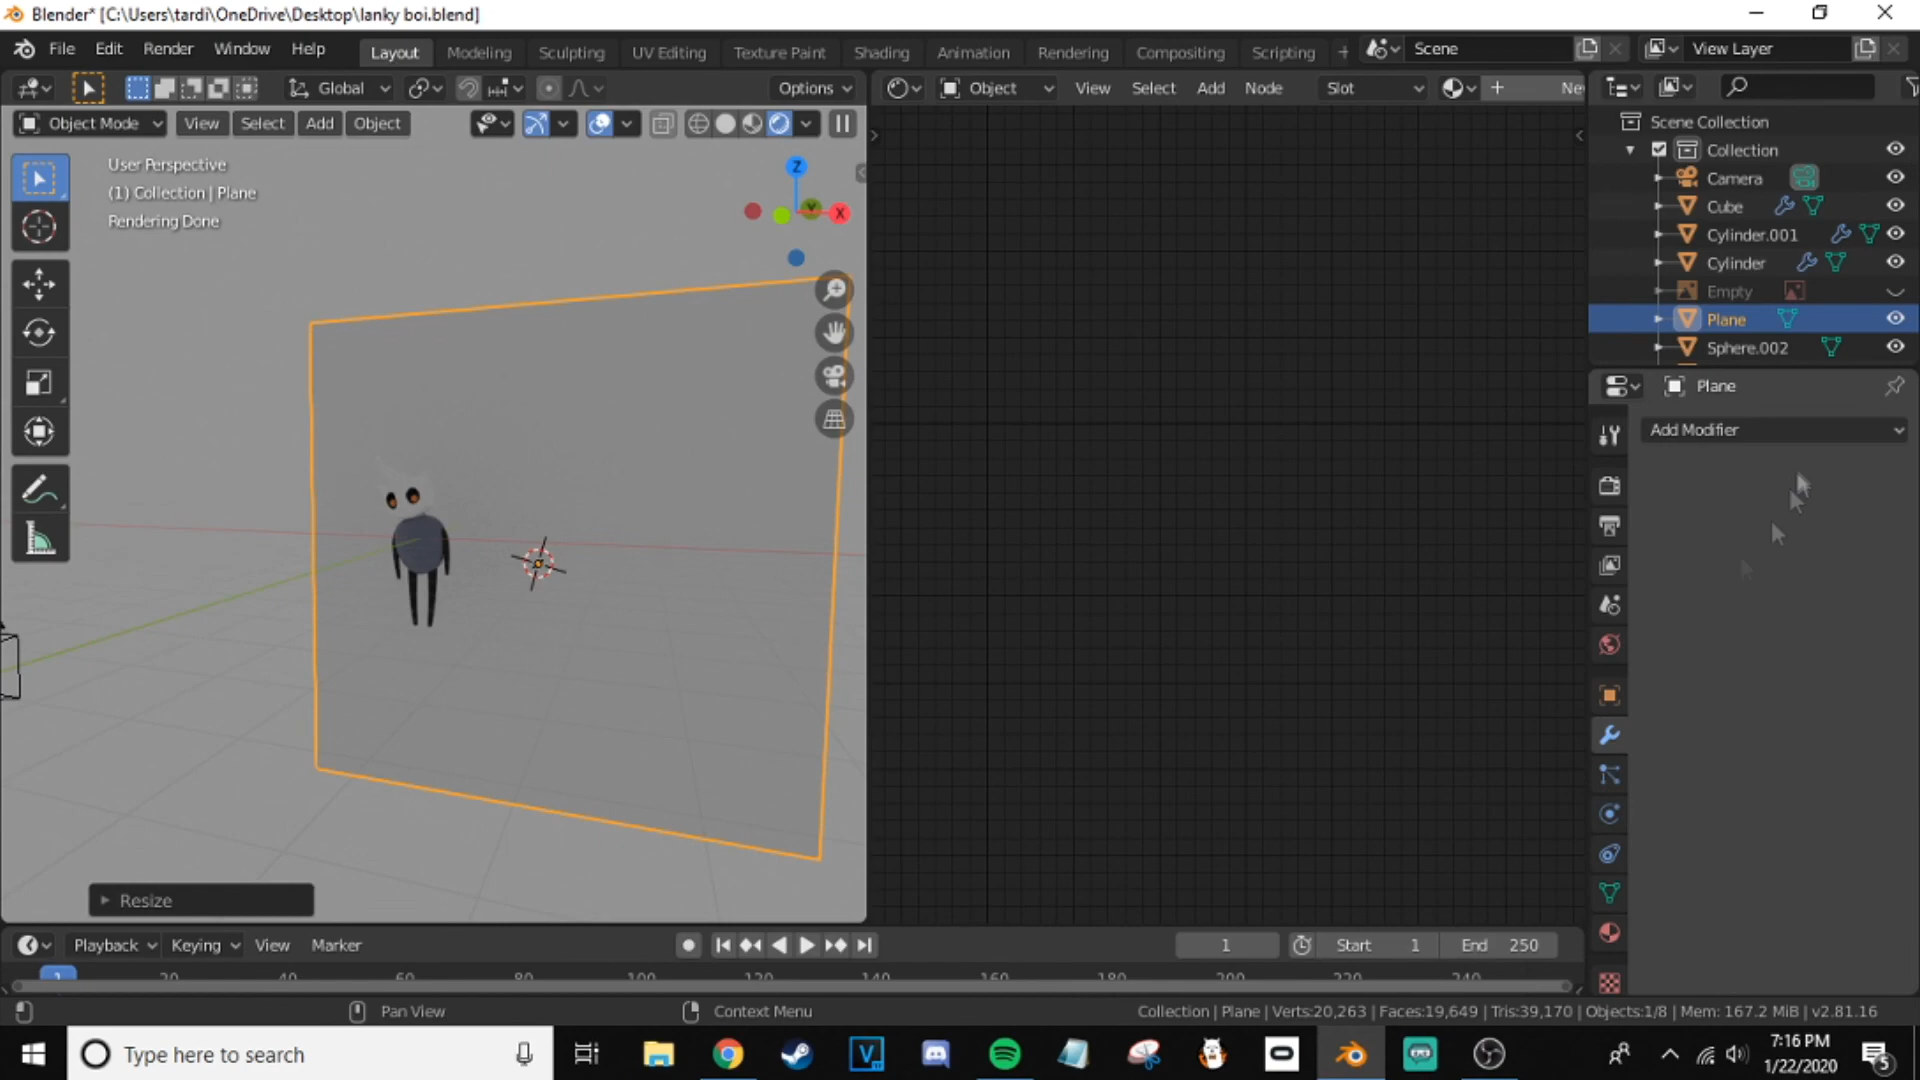 Blender* [C:\Users\tardi\OneDrive\Desktop\lanky boi.blend]
File Edit Render Window Help Layout Modeling Sculpting UV Editing Texture Paint Shading Animation Rendering Compositing Scripting + Scene View Layer
Global Options Object View Select Add Node Slot Ne
Object Mode View Select Add Object
User Perspective
(1) Collection | Plane
Rendering Done
Z
Y
X
Resize
Scene Collection
Collection
Camera
Cube
Cylinder.001
Cylinder
Empty
Plane
Sphere.002
Plane
Add Modifier
Playback Keying View Marker 1 Start 1 End 250
1 20 40 60 80 100 120 140 160 180 200 220 240
Pan View Context Menu Collection | Plane | Verts:20,263 | Faces:19,649 | Tris:39,170 | Objects:1/8 | Mem: 167.2 MiB | v2.81.16
Type here to search
7:16 PM
1/22/2020
5